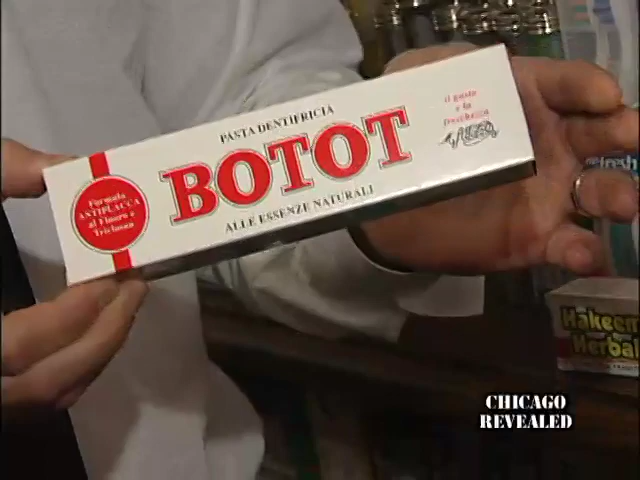 PASTA DENTIFRICIA
BOTOT
ALLE ESSENZE NATURALI
Formula
ANTIPLACCA
al Fluoro e
Triclosan
il gusto
e la
freschezza
fresh
Hakeem
Herbal
CHICAGO
REVEALED